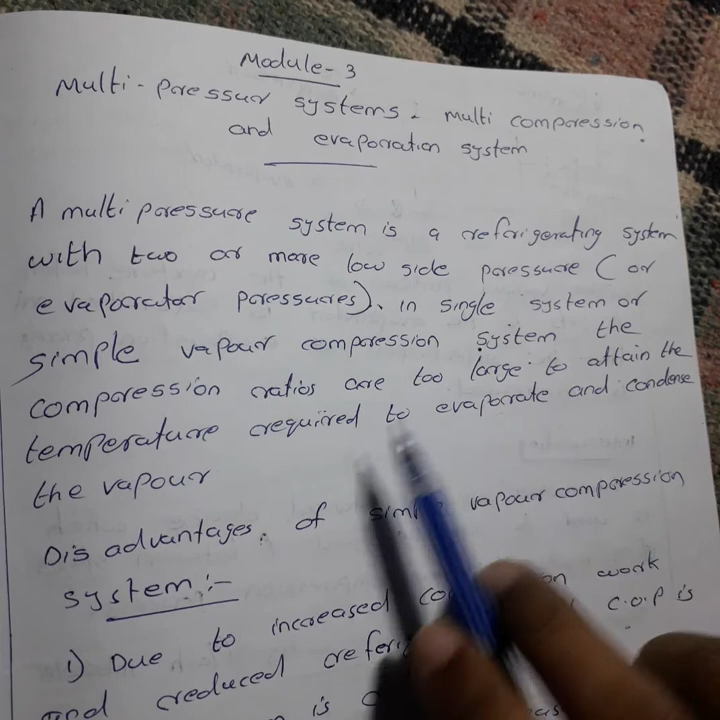 Module-3
Multi-Pressur systems. multi compression
and evaporation system
A multi pressure system is a refrigerating system
with two or more low side pressure (or
evaporator pressures). in single system or
simple vapour compression system the
compression ratios are too large to attain the
temperature required to evaporate and condense
the vapour
Dis advantages. of vapour compression
system:-
1) Due to increased work
and reduced C.O.P is
is